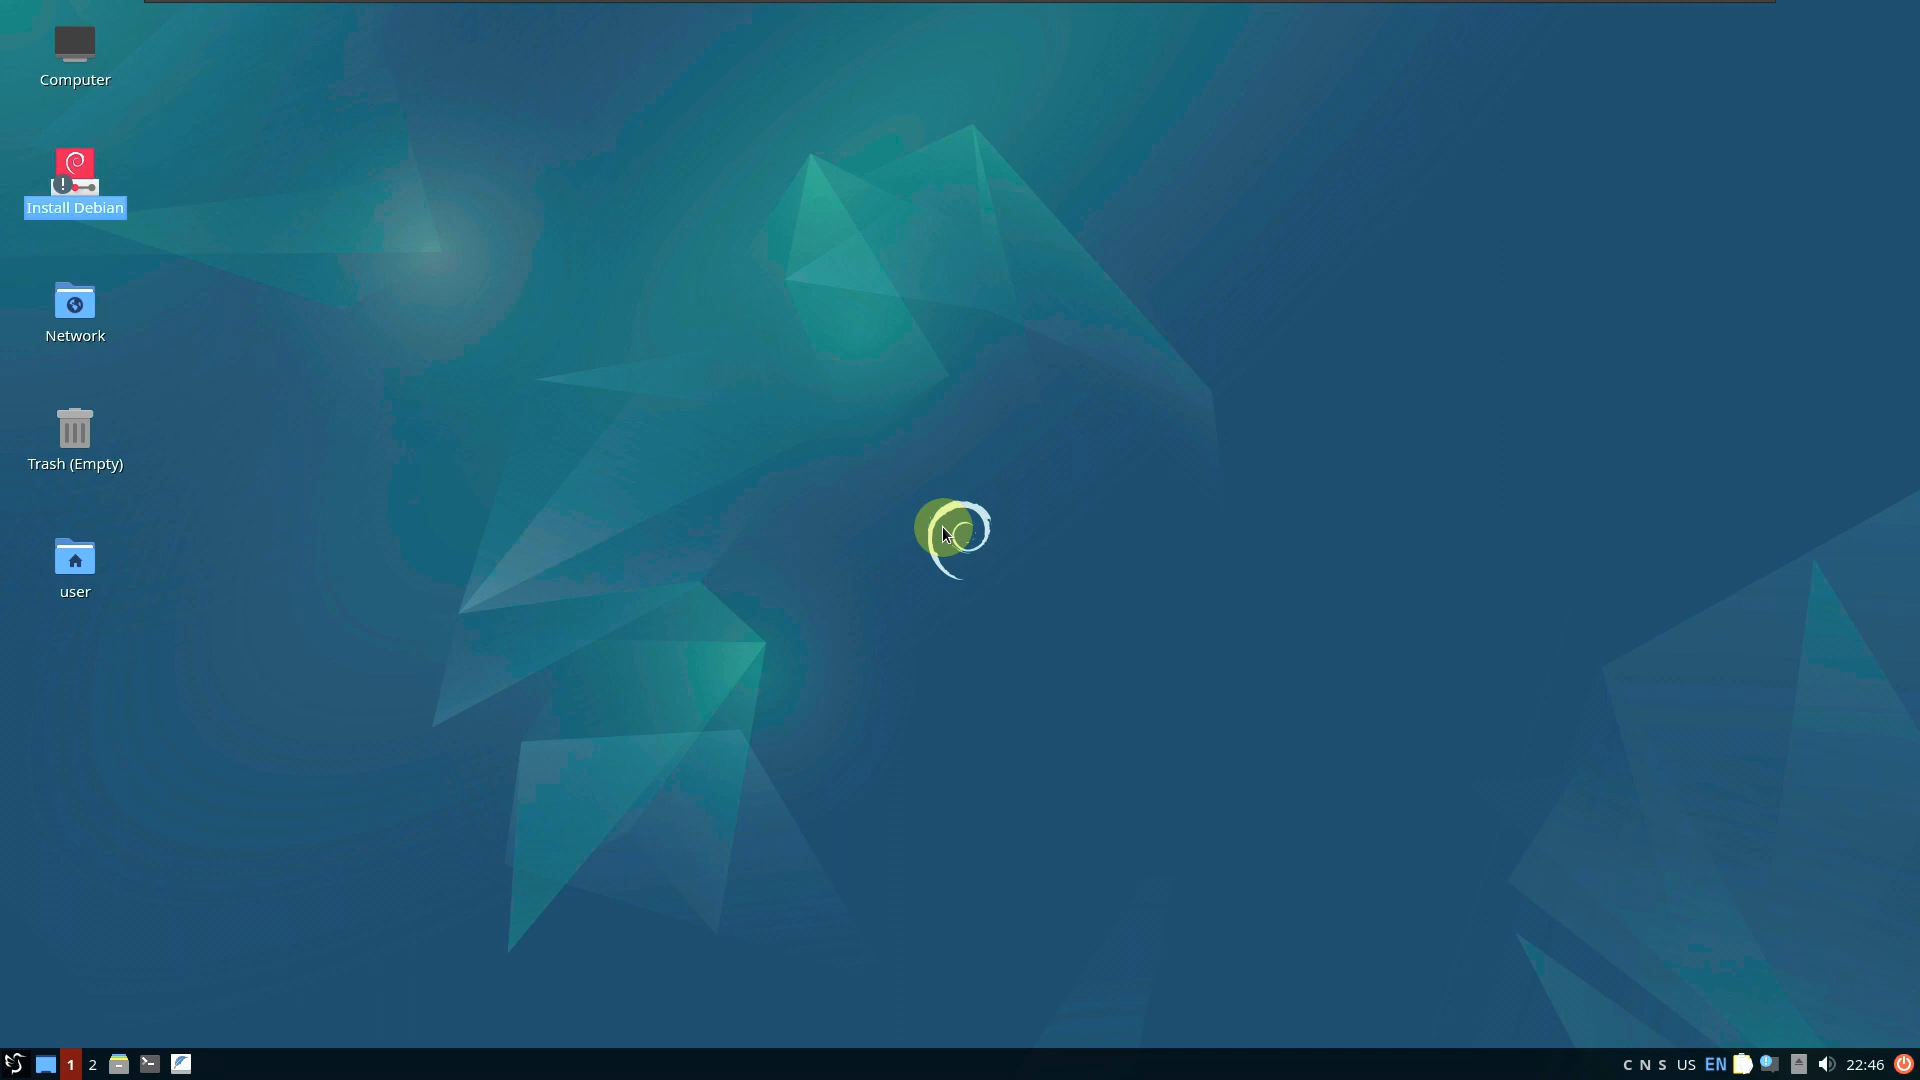 Computer
Install Debian
Network
Trash (Empty)
user
1 2
C N S US EN 22:46